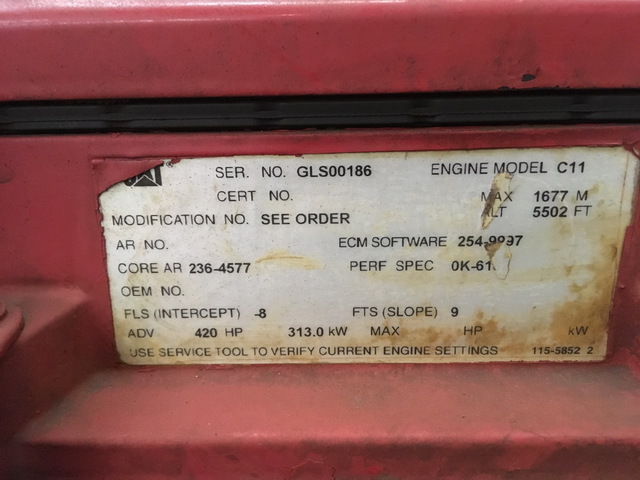 SER. NO. GLS00186 ENGINE MODEL C11
CERT NO. MAX 1677 M
MODIFICATION NO. SEE ORDER ALT 5502 FT
AR NO. ECM SOFTWARE 254-9997
CORE AR 236-4577 PERF SPEC
OEM NO.
FLS (INTERCEPT) -8 FTS (SLOPE) 9
ADV 420 HP 313.0 kW MAX HP kW
USE SERVICE TOOL TO VERIFY CURRENT ENGINE SETTINGS 115-5852 2